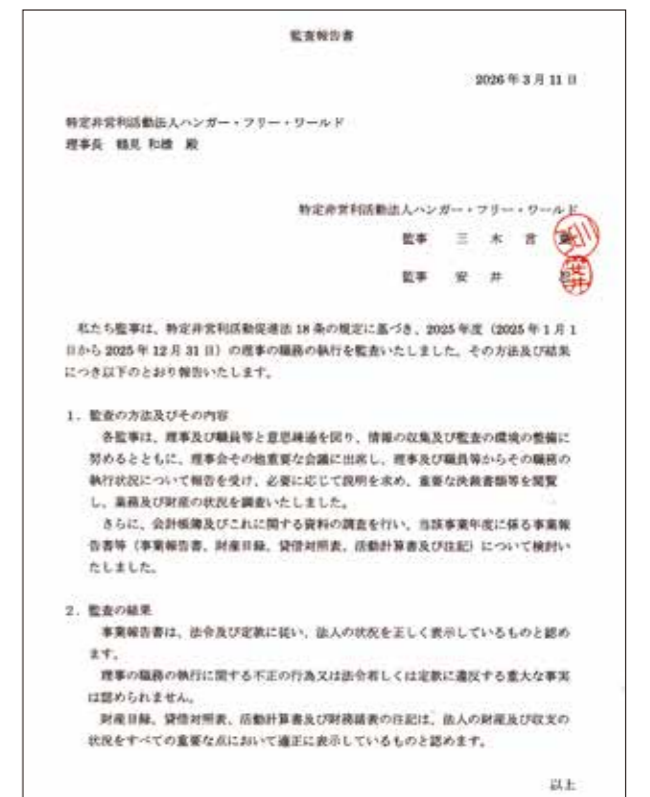 監査報告書
2026年3月11日
特定非営利活動法人ハンガー・フリー・ワールド
理事長 鶴見 和雄 殿
特定非営利活動法人ハンガー・フリー・ワールド
監事 三 木 言
監事 安 井
私たち監事は、特定非営利活動促進法 18 条の規定に基づき、2025 年度（2025 年 1 月 1
日から 2025 年 12 月 31 日）の理事の職務の執行を監査いたしました。その方法及び結果
につき以下のとおり報告いたします。
1．監査の方法及びその内容
各監事は、理事及び職員等と意思疎通を図り、情報の収集及び監査の環境の整備に
努めるとともに、理事会その他重要な会議に出席し、理事及び職員等からその職務の
執行状況について報告を受け、必要に応じて説明を求め、重要な決裁書類等を閲覧
し、業務及び財産の状況を調査いたしました。
さらに、会計帳簿及びこれに関する資料の調査を行い、当該事業年度に係る事業報
告書等（事業報告書、財産目録、貸借対照表、活動計算書及び注記）について検討い
たしました。
2．監査の結果
事業報告書は、法令及び定款に従い、法人の状況を正しく表示しているものと認め
ます。
理事の職務の執行に関する不正の行為又は法令若しくは定款に違反する重大な事実
は認められません。
財産目録、貸借対照表、活動計算書及び財務諸表の注記は、法人の財産及び収支の
状況をすべての重要な点において適正に表示しているものと認めます。
以上